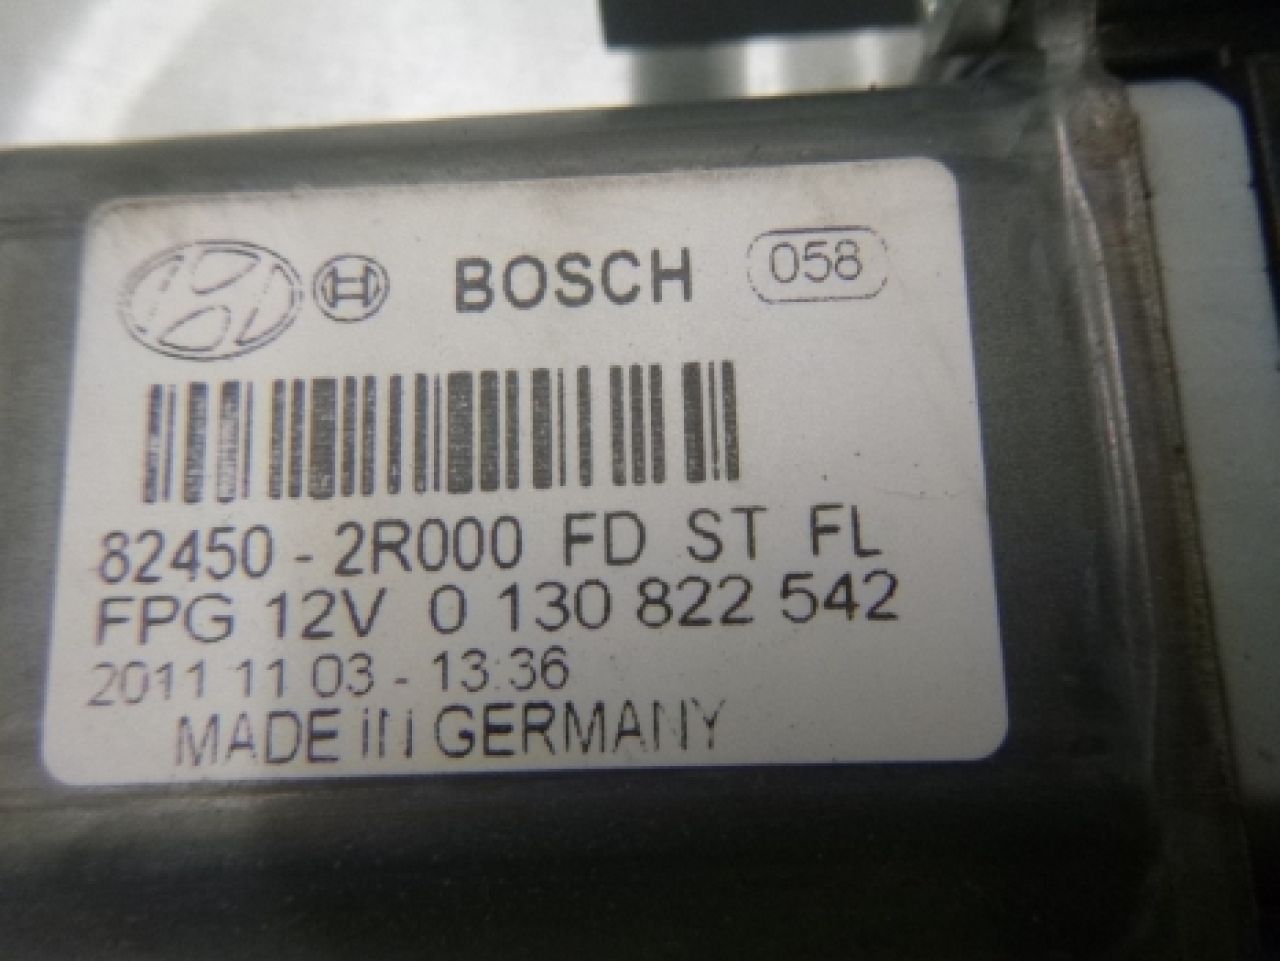 BOSCH 058
82450 - 2R000 FD ST FL
FPG 12V 0 130 822 542
2011 11 03 - 13:36
MADE iN GERMANY